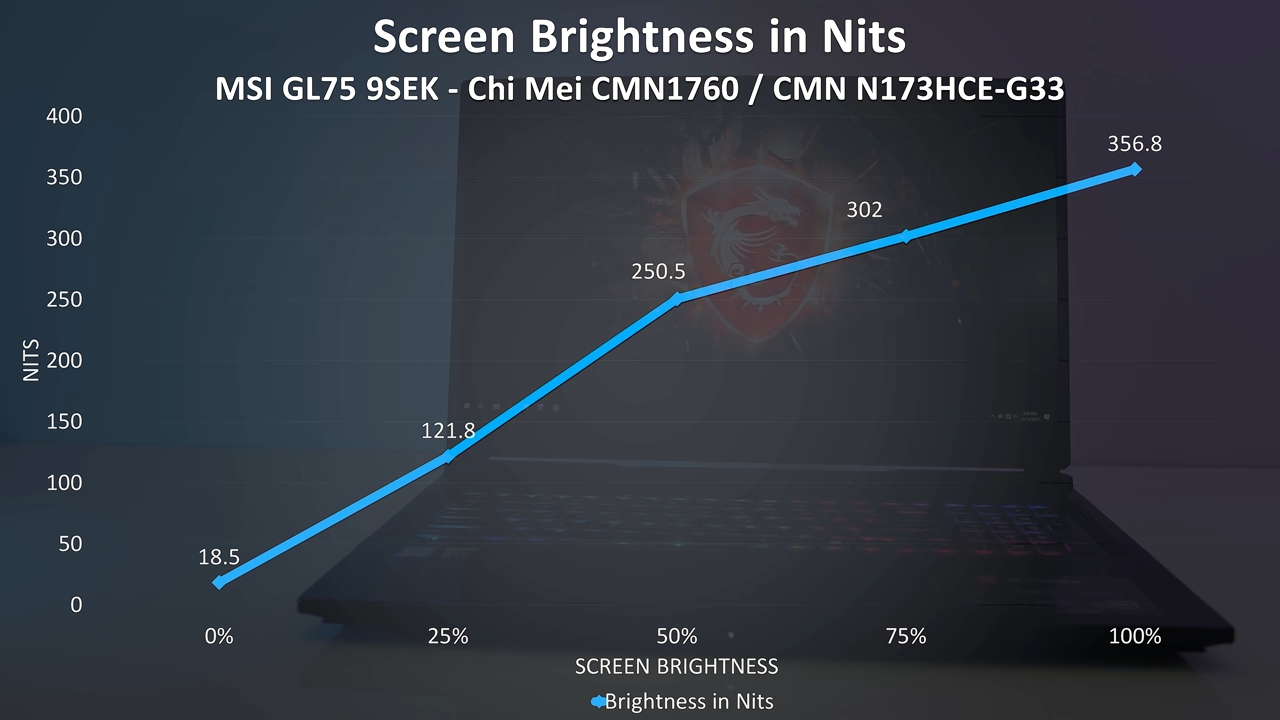 Screen Brightness in Nits
MSI GL75 9SEK - Chi Mei CMN1760 / CMN N173HCE-G33
400
350
300
250
200
150
100
50
0
NITS
18.5
121.8
250.5
302
356.8
0% 25% 50% 75% 100%
SCREEN BRIGHTNESS
Brightness in Nits